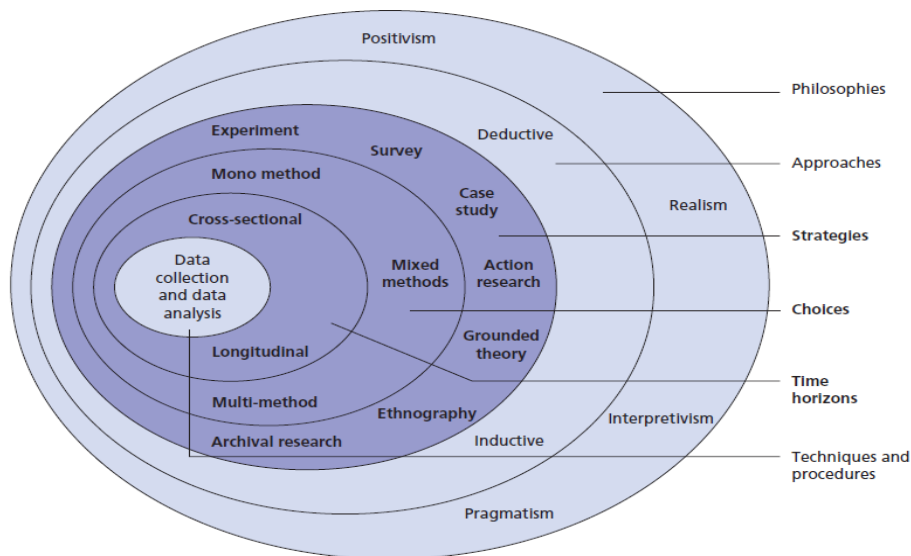 Positivism
Philosophies
Experiment
Deductive
Survey
Approaches
Mono method
Case
study
Realism
Cross-sectional
Strategies
Data
collection
and data
analysis
Mixed
methods
Action
research
Choices
Grounded
theory
Longitudinal
Time
horizons
Multi-method
Ethnography
Interpretivism
Archival research
Inductive
Techniques and
procedures
Pragmatism